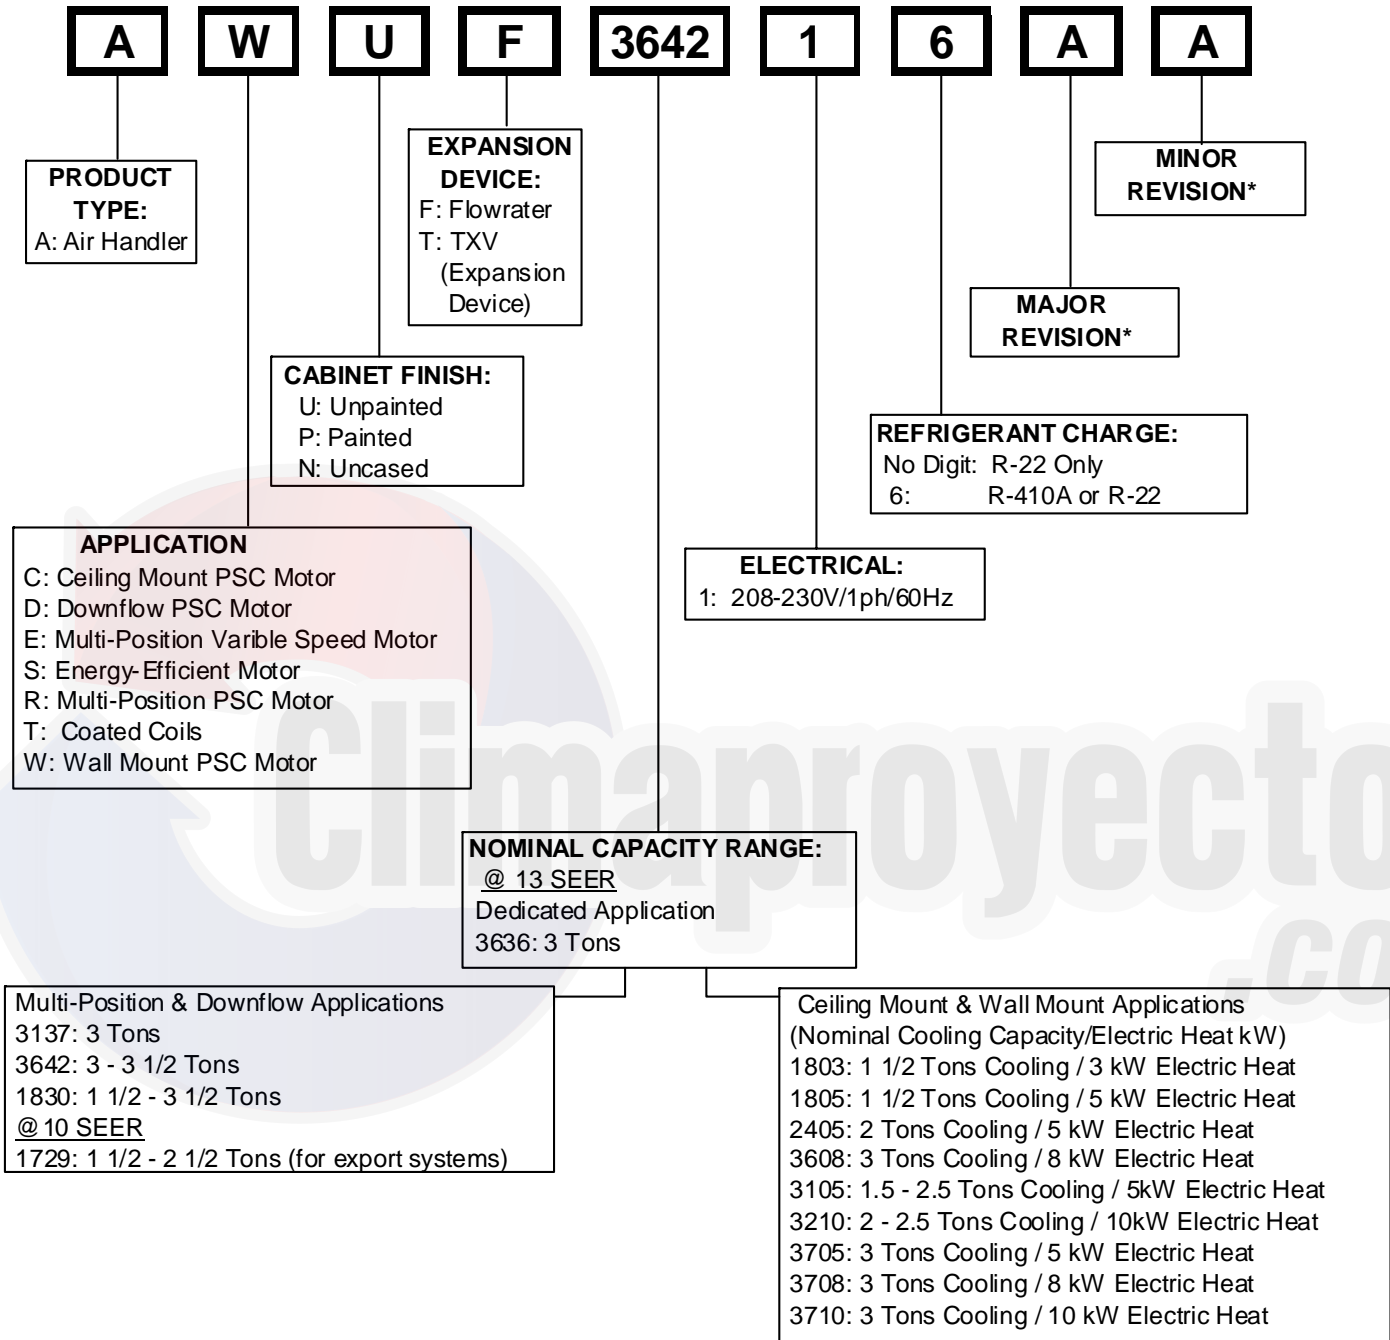 A W U F 3642 1 6 A A
PRODUCT
TYPE:
A: Air Handler
EXPANSION
DEVICE:
F: Flowrater
T: TXV
(Expansion
Device)
MINOR
REVISION*
MAJOR
REVISION*
CABINET FINISH:
U: Unpainted
P: Painted
N: Uncased
REFRIGERANT CHARGE:
No Digit: R-22 Only
6: R-410A or R-22
APPLICATION
C: Ceiling Mount PSC Motor
D: Downflow PSC Motor
E: Multi-Position Varible Speed Motor
S: Energy-Efficient Motor
R: Multi-Position PSC Motor
T: Coated Coils
W: Wall Mount PSC Motor
ELECTRICAL:
1: 208-230V/1ph/60Hz
Climaproyecto
.co
NOMINAL CAPACITY RANGE:
@ 13 SEER
Dedicated Application
3636: 3 Tons
Multi-Position & Downflow Applications
3137: 3 Tons
3642: 3 - 3 1/2 Tons
1830: 1 1/2 - 3 1/2 Tons
@10 SEER
1729: 1 1/2 - 2 1/2 Tons (for export systems)
Ceiling Mount & Wall Mount Applications
(Nominal Cooling Capacity/Electric Heat kW)
1803: 1 1/2 Tons Cooling / 3 kW Electric Heat
1805: 1 1/2 Tons Cooling / 5 kW Electric Heat
2405: 2 Tons Cooling / 5 kW Electric Heat
3608: 3 Tons Cooling / 8 kW Electric Heat
3105: 1.5 - 2.5 Tons Cooling / 5kW Electric Heat
3210: 2 - 2.5 Tons Cooling / 10kW Electric Heat
3705: 3 Tons Cooling / 5 kW Electric Heat
3708: 3 Tons Cooling / 8 kW Electric Heat
3710: 3 Tons Cooling / 10 kW Electric Heat